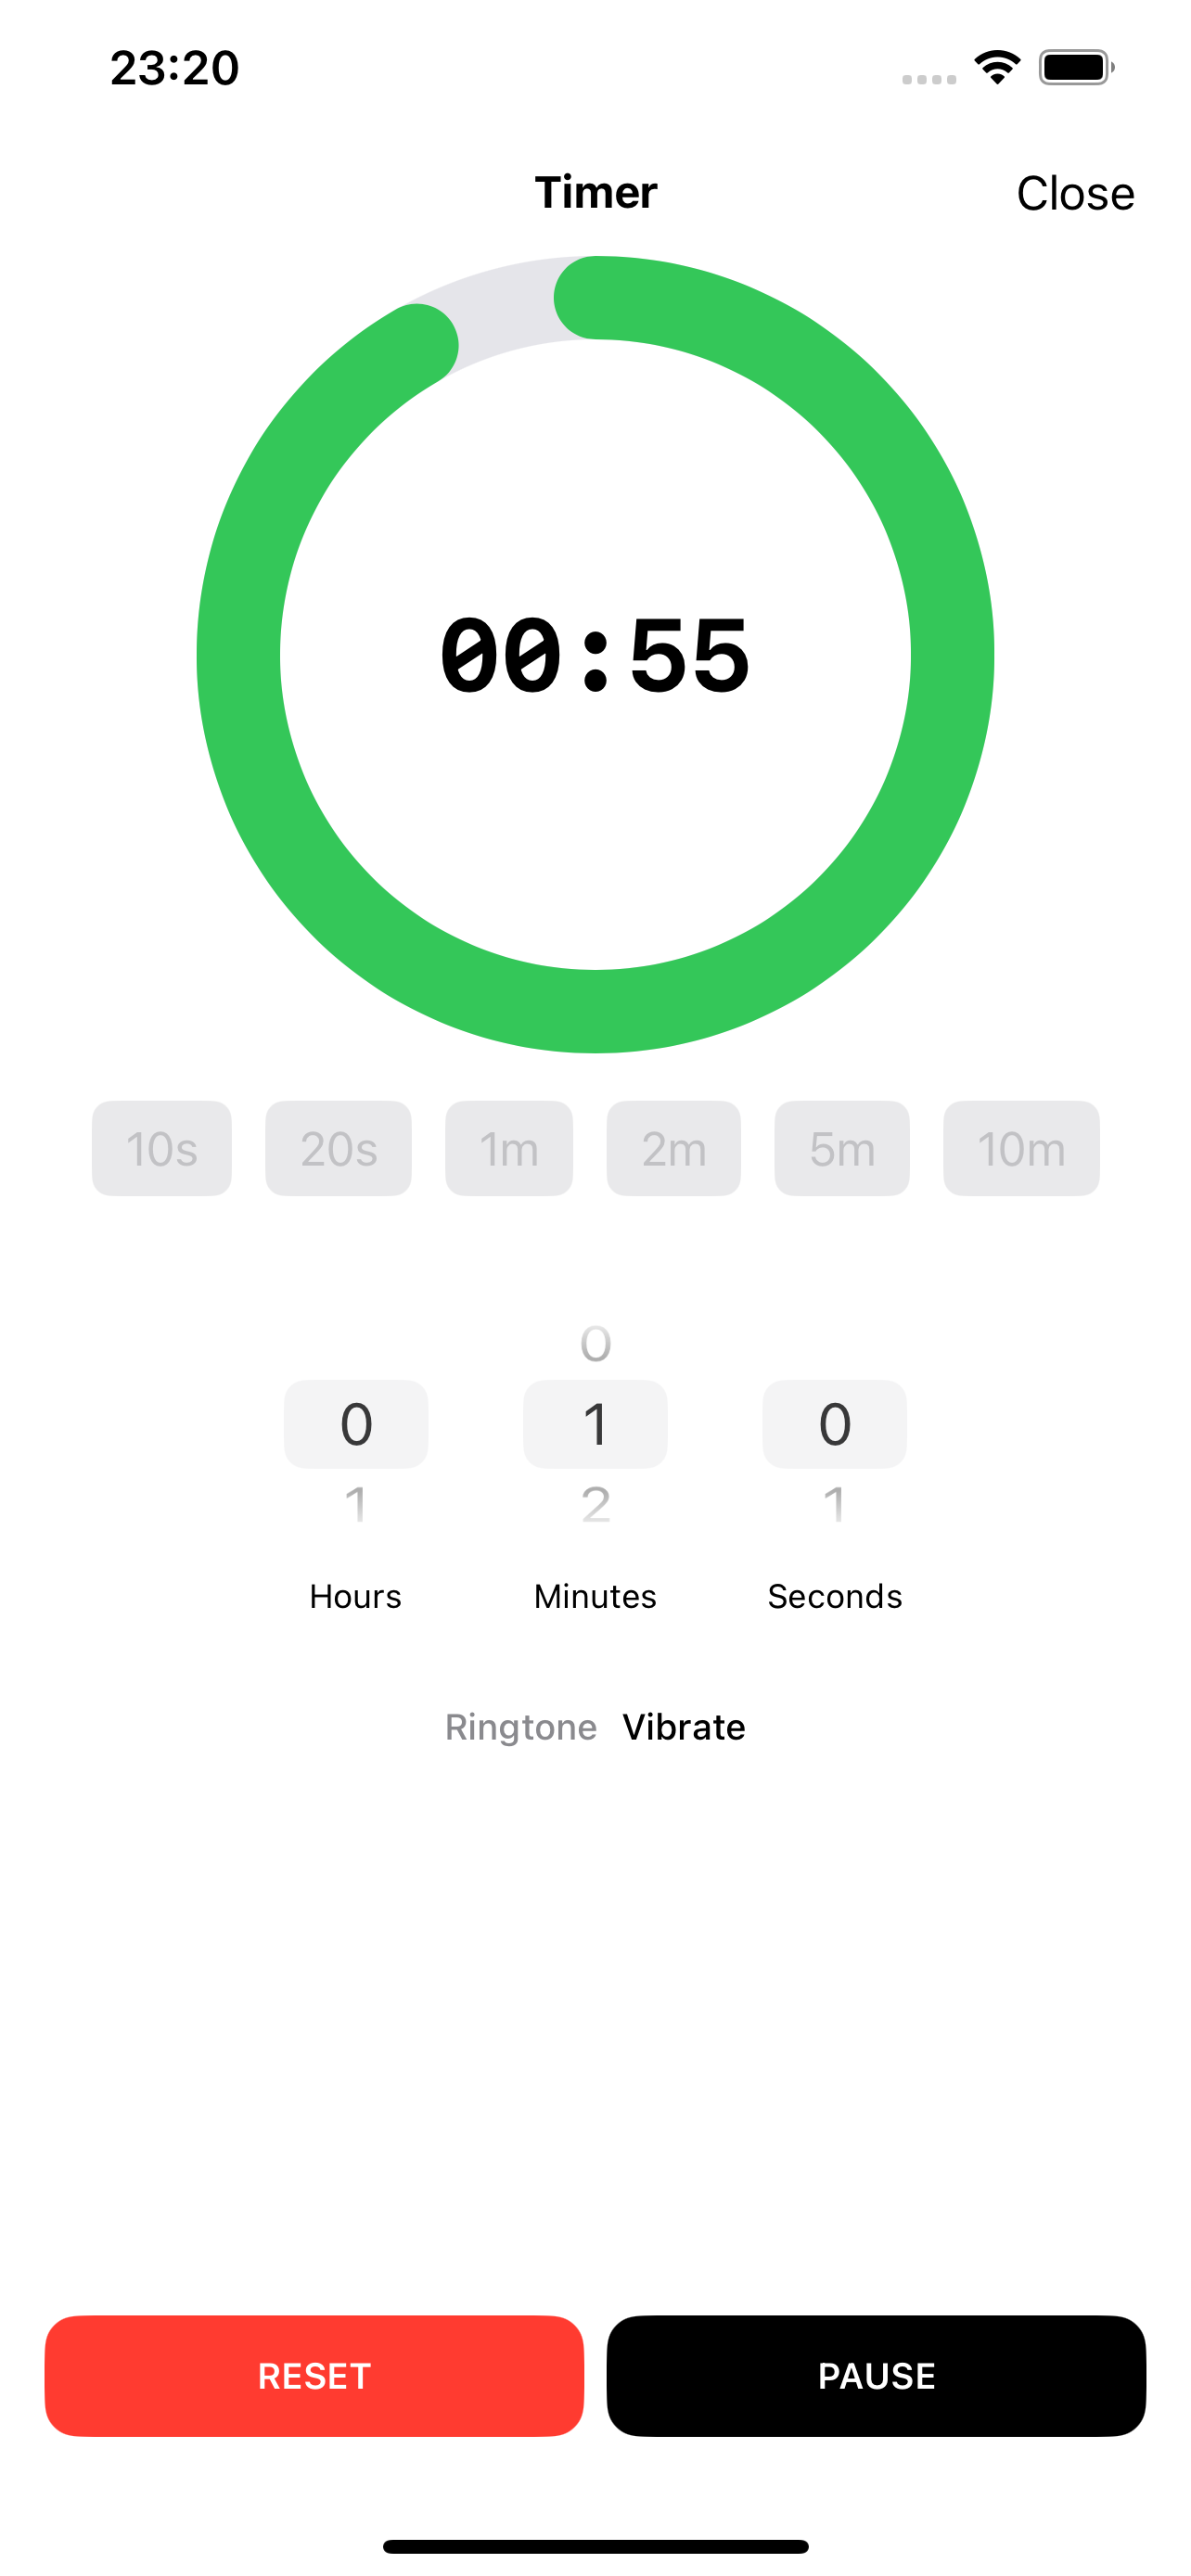 23:20
Timer Close
00:55
10s 20s 1m 2m 5m 10m
0
0 1 0
1 2 1
Hours Minutes Seconds
Ringtone Vibrate
RESET PAUSE